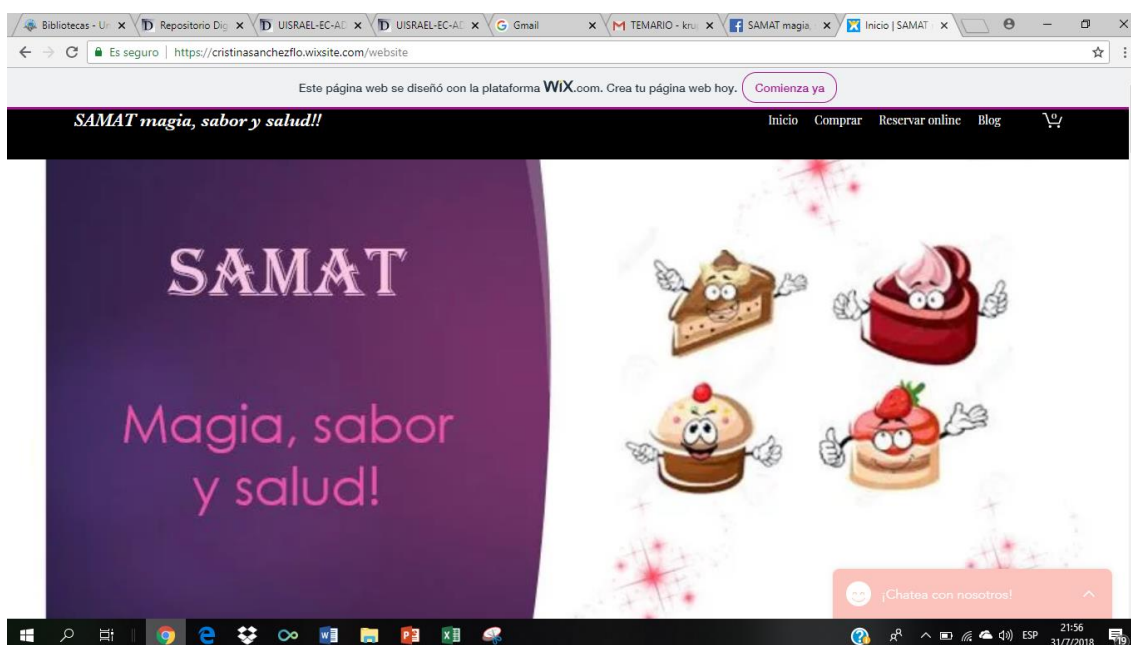 Bibliotecas - Un
Repositorio Dig
UISRAEL-EC-AD
UISRAEL-EC-AD
Gmail
TEMARIO - kru
SAMAT magia,
Inicio | SAMAT
Es seguro | https://cristinasanchezflo.wixsite.com/website
Este página web se diseñó con la plataforma WiX.com. Crea tu página web hoy. Comienza ya
SAMAT magia, sabor y salud!!
Inicio Comprar Reservar online Blog 0
SAMAT
Magia, sabor
y salud!
¡Chatea con nosotros!
ESP
21:56
31/7/2018
19